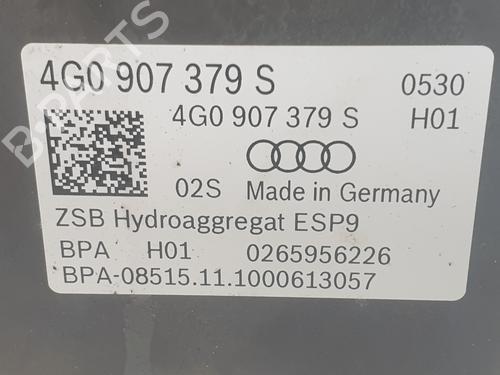 4G0 907 379 S 0530
4G0 907 379 S H01
02S Made in Germany
ZSB Hydroaggregat ESP9
BPA H01 0265956226
BPA-08515.11.1000613057
B-PARTS